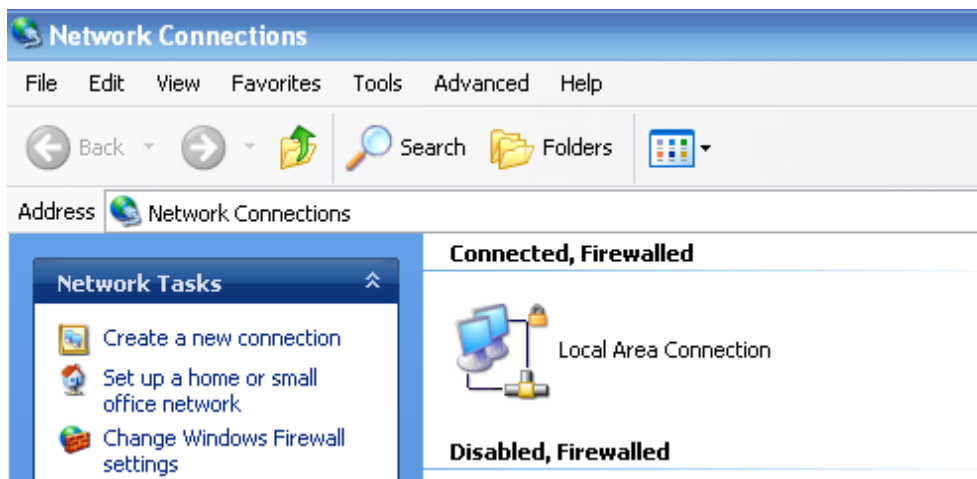 Network Connections
File Edit View Favorites Tools Advanced Help
Back Search Folders
Address Network Connections
Network Tasks
Create a new connection
Set up a home or small
office network
Change Windows Firewall
settings
Connected, Firewalled
Local Area Connection
Disabled, Firewalled